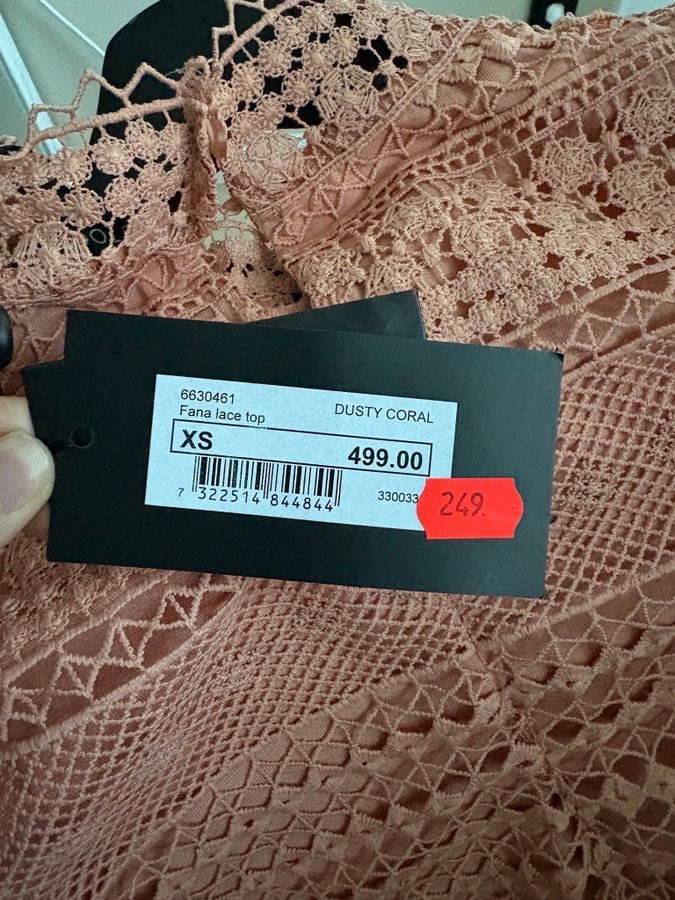 6630461
Fana lace top DUSTY CORAL
XS 499.00
7 322514 844844
330033
249.